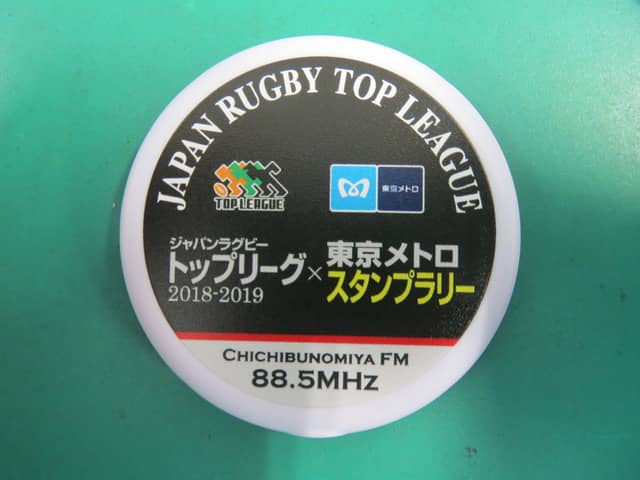 JAPAN RUGBY TOP LEAGUE
TOP LEAGUE
東京メトロ
ジャパンラグビー
トップリーグ
2018-2019
×
東京メトロ
スタンプラリー
CHICHIBUNOMIYA FM
88.5MHz